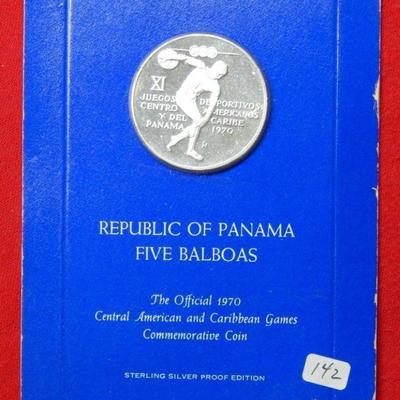 XI
JUEGOS DEPORTIVOS
CENTRO AMERICANOS
Y DEL CARIBE
PANAMA 1970
REPUBLIC OF PANAMA
FIVE BALBOAS
The Official 1970
Central American and Caribbean Games
Commemorative Coin
STERLING SILVER PROOF EDITION
142